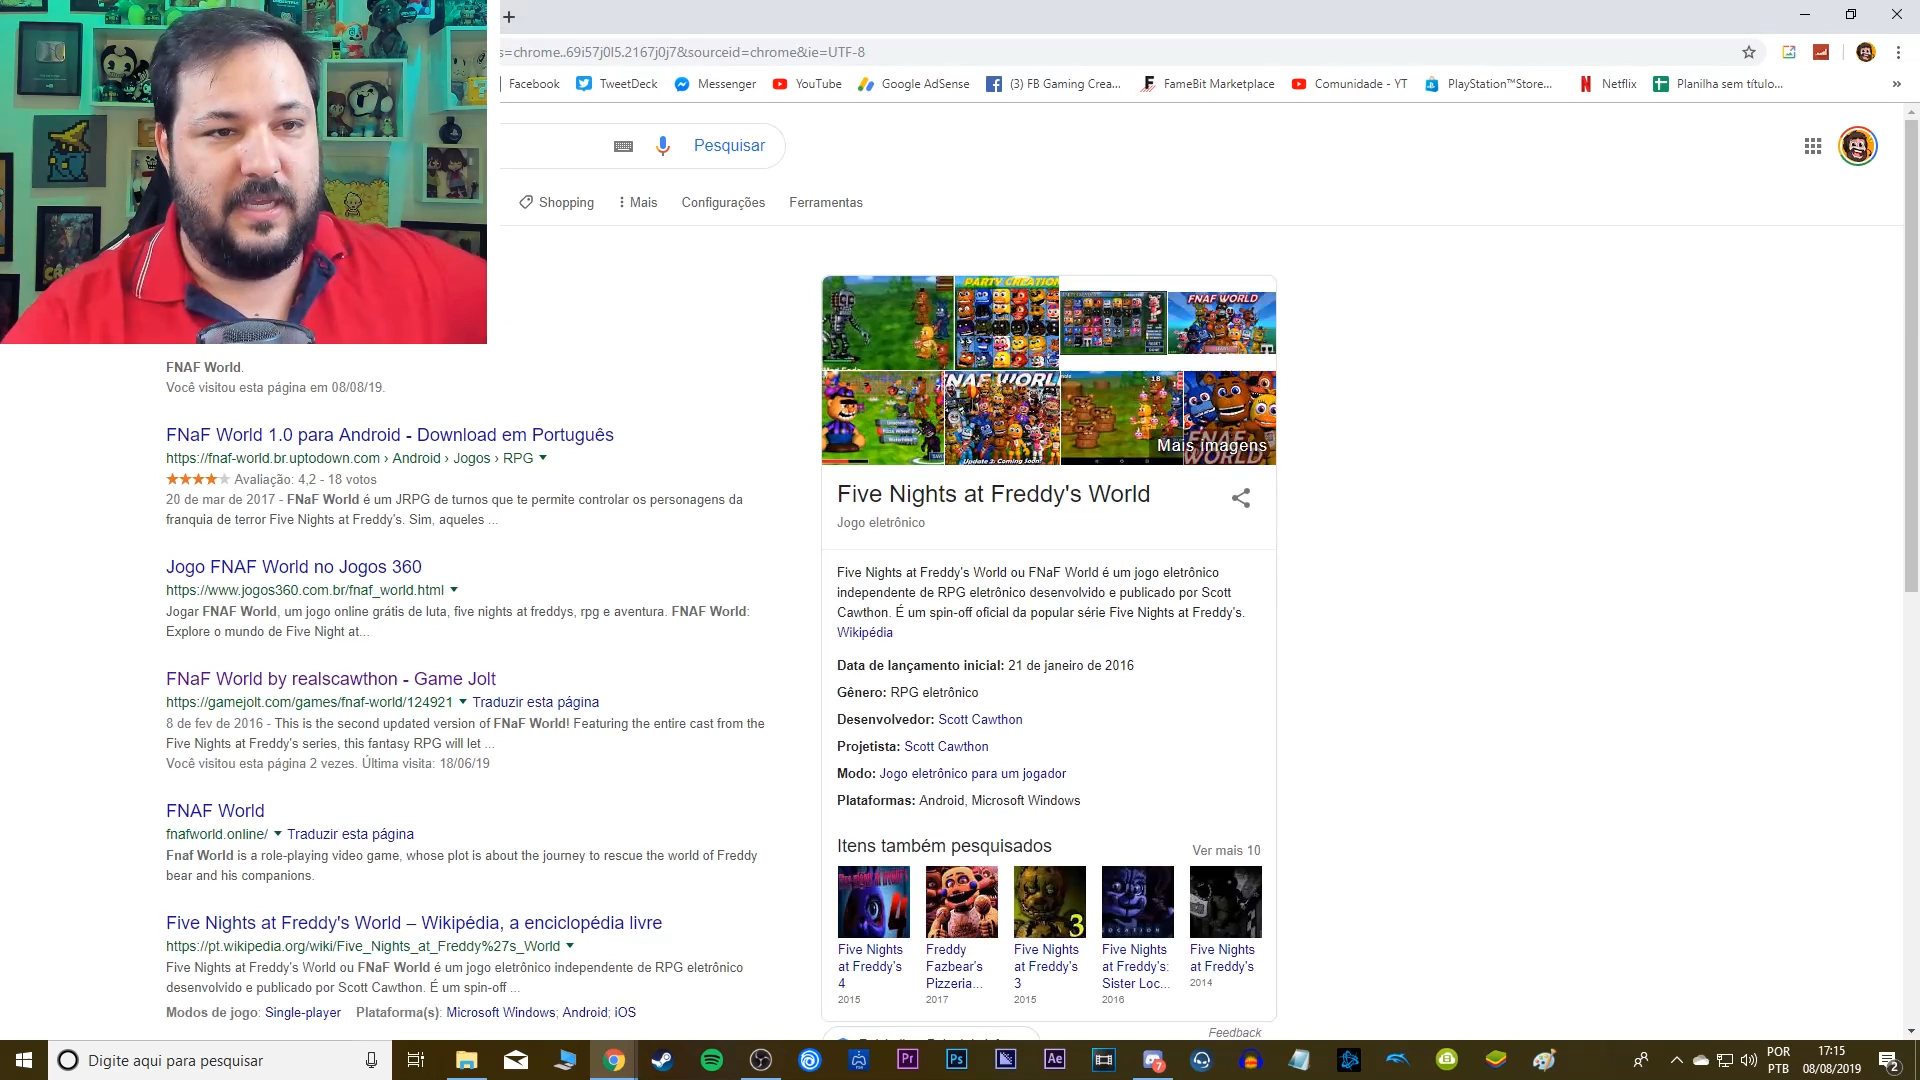 s=chrome..69i57j0l5.2167j0j7&sourceid=chrome&ie=UTF-8
Facebook TweetDeck Messenger YouTube Google AdSense (3) FB Gaming Crea... FameBit Marketplace Comunidade - YT PlayStation™Store... Netflix Planilha sem título... »
Pesquisar
Shopping Mais Configurações Ferramentas
PARTY CREATION
FNAF WORLD
FNAF WORLD
Update 3: Coming Soon!
18
FNAF WORLD
Mais imagens
FNAF World.
Você visitou esta página em 08/08/19.
FNaF World 1.0 para Android - Download em Português
https://fnaf-world.br.uptodown.com › Android › Jogos › RPG
Avaliação: 4,2 - 18 votos
20 de mar de 2017 - FNaF World é um JRPG de turnos que te permite controlar os personagens da
franquia de terror Five Nights at Freddy's. Sim, aqueles ...
Jogo FNAF World no Jogos 360
https://www.jogos360.com.br/fnaf_world.html
Jogar FNAF World, um jogo online grátis de luta, five nights at freddys, rpg e aventura. FNAF World:
Explore o mundo de Five Night at...
FNaF World by realscawthon - Game Jolt
https://gamejolt.com/games/fnaf-world/124921 Traduzir esta página
8 de fev de 2016 - This is the second updated version of FNaF World! Featuring the entire cast from the
Five Nights at Freddy's series, this fantasy RPG will let ...
Você visitou esta página 2 vezes. Última visita: 18/06/19
FNAF World
fnafworld.online/ Traduzir esta página
Fnaf World is a role-playing video game, whose plot is about the journey to rescue the world of Freddy
bear and his companions.
Five Nights at Freddy's World – Wikipédia, a enciclopédia livre
https://pt.wikipedia.org/wiki/Five_Nights_at_Freddy%27s_World
Five Nights at Freddy's World ou FNaF World é um jogo eletrônico independente de RPG eletrônico
desenvolvido e publicado por Scott Cawthon. É um spin-off ...
Modos de jogo: Single-player Plataforma(s): Microsoft Windows; Android; iOS
Five Nights at Freddy's World
Jogo eletrônico
Five Nights at Freddy's World ou FNaF World é um jogo eletrônico
independente de RPG eletrônico desenvolvido e publicado por Scott
Cawthon. É um spin-off oficial da popular série Five Nights at Freddy's.
Wikipédia
Data de lançamento inicial: 21 de janeiro de 2016
Gênero: RPG eletrônico
Desenvolvedor: Scott Cawthon
Projetista: Scott Cawthon
Modo: Jogo eletrônico para um jogador
Plataformas: Android, Microsoft Windows
Itens também pesquisados
Ver mais 10
4
3
LOCATION
Five Nights at Freddy's 4
2015
Freddy Fazbear's Pizzeria...
2017
Five Nights at Freddy's 3
2015
Five Nights at Freddy's: Sister Loc...
2016
Five Nights at Freddy's
2014
Feedback
Digite aqui para pesquisar
Pr Ps Ae
7
POR
PTB
17:15
08/08/2019
2